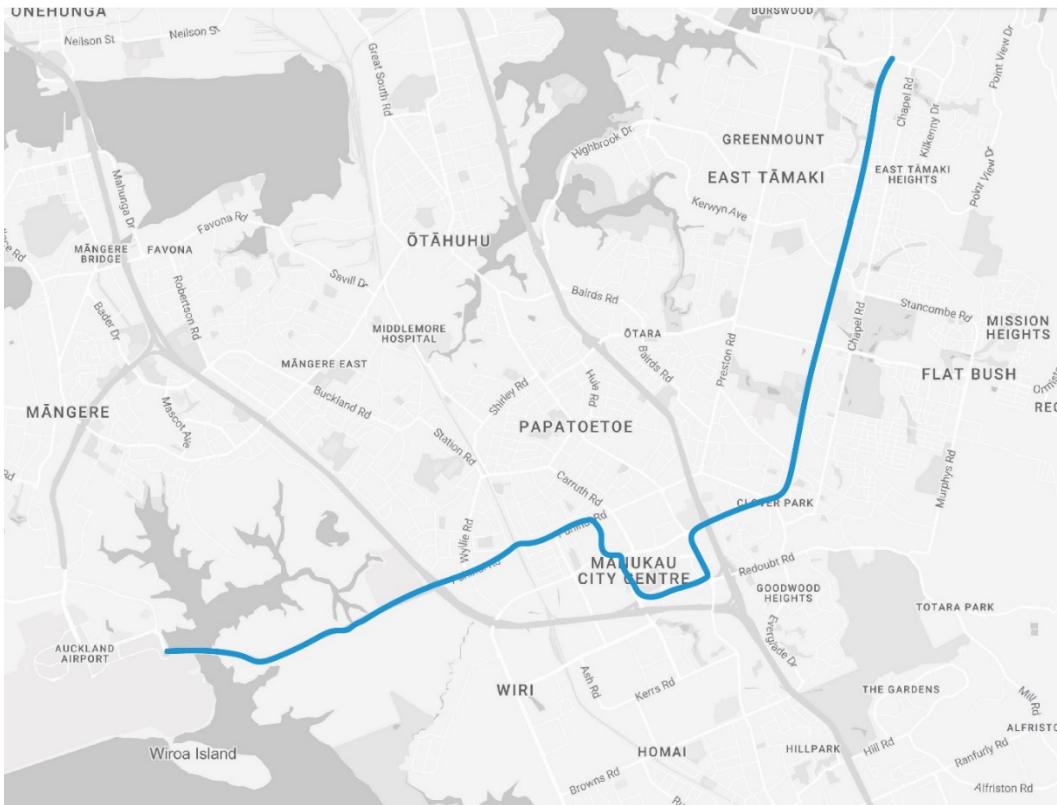 ONEHUNGA
Neilson St
Neilson St
BURSWOOD
Great South Rd
Point View Dr
Chapel Rd
Kilkenny Dr
Highbrook Dr
GREENMOUNT
EAST TĀMAKI
EAST TĀMAKI
HEIGHTS
Point View Dr
Mahunga Dr
Kerwyn Ave
Favona Rd
ŌTĀHUHU
MĀNGERE
BRIDGE
FAVONA
Robertson Rd
Savill Dr
Bader Dr
Bairds Rd
Stancombe Rd
Chapel Rd
MISSION
HEIGHTS
MIDDLEMORE
HOSPITAL
ŌTARA
Bairds Rd
Preston Rd
MĀNGERE EAST
Shirley Rd
Huia Rd
FLAT BUSH
Buckland Rd
MĀNGERE
Mascot Ave
Station Rd
PAPATOETOE
Murphys Rd
Carruth Rd
CLOVER PARK
Puhinui Rd
Wyllie Rd
MANUKAU
CITY CENTRE
Puhinui Rd
Redoubt Rd
GOODWOOD
HEIGHTS
TOTARA PARK
AUCKLAND
AIRPORT
Everglade Dr
WIRI
Ash Rd
Kerrs Rd
THE GARDENS
Mill Rd
Wiroa Island
HOMAI
HILLPARK
Hill Rd
Ranfurly Rd
Browns Rd
Alfriston Rd